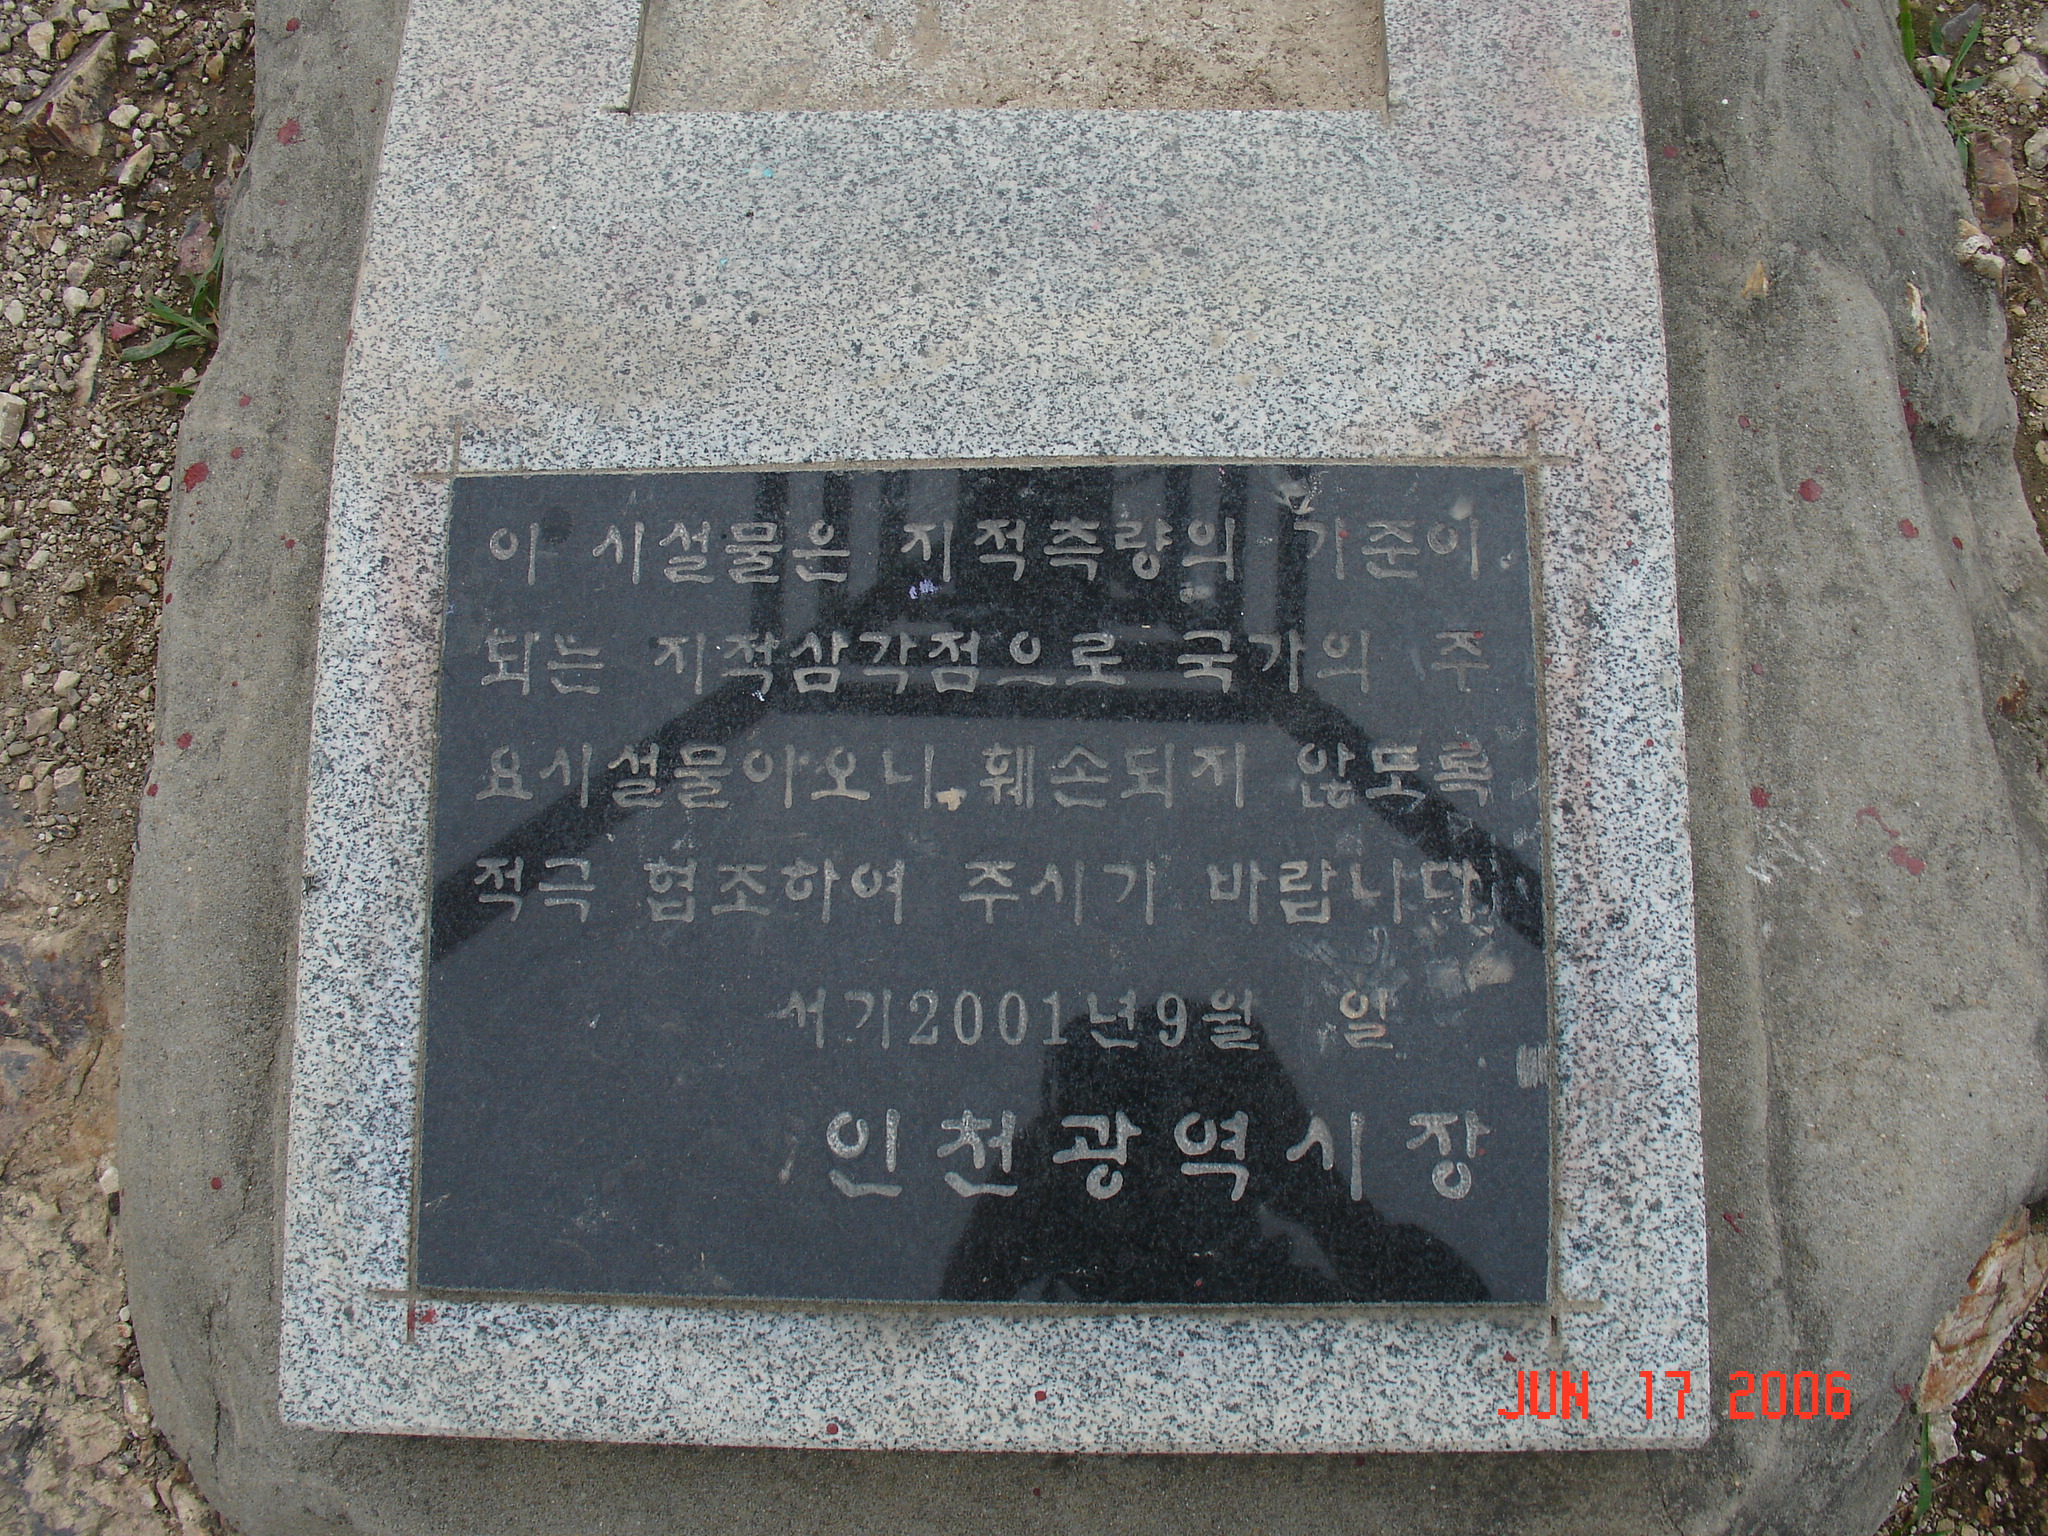 이 시설물은 지적측량의 기준이
되는 지적삼각점으로 국가의 주
요시설물이오니 훼손되지 않도록
적극 협조하여 주시기 바랍니다
서기2001년9월 일
인천광역시장
JUN 17 2006